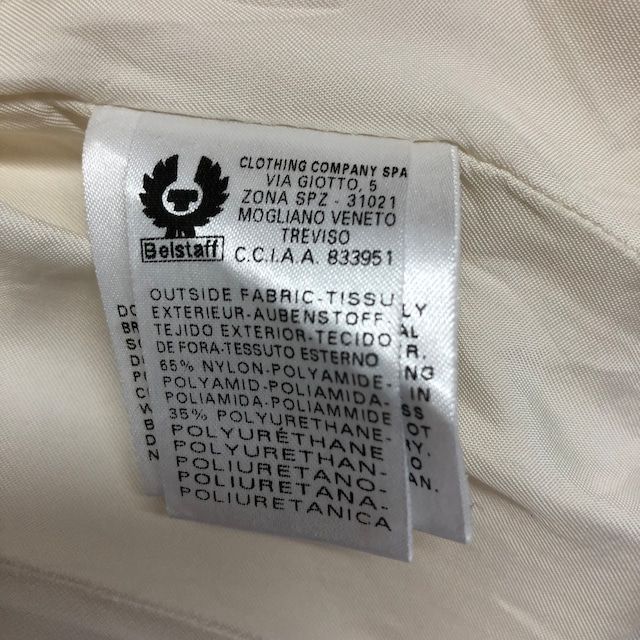 CLOTHING COMPANY SPA
VIA GIOTTO, 5
ZONA SPZ - 31021
MOGLIANO VENETO
TREVISO
C.C.I.A.A. 833951
Belstaff
OUTSIDE FABRIC-TISSU
EXTERIEUR-AUBENSTOFF
TEJIDO EXTERIOR-TECIDO
DE FORA-TESSUTO ESTERNO
65% NYLON-POLYAMIDE-
POLYAMID-POLIAMIDA-
POLIAMIDA-POLIAMMIDE
35% POLYURETHANE-
POLYURÉTHANE
POLYURETHAN-
POLIURETANO-
POLIURETANA-
POLIURETANICA